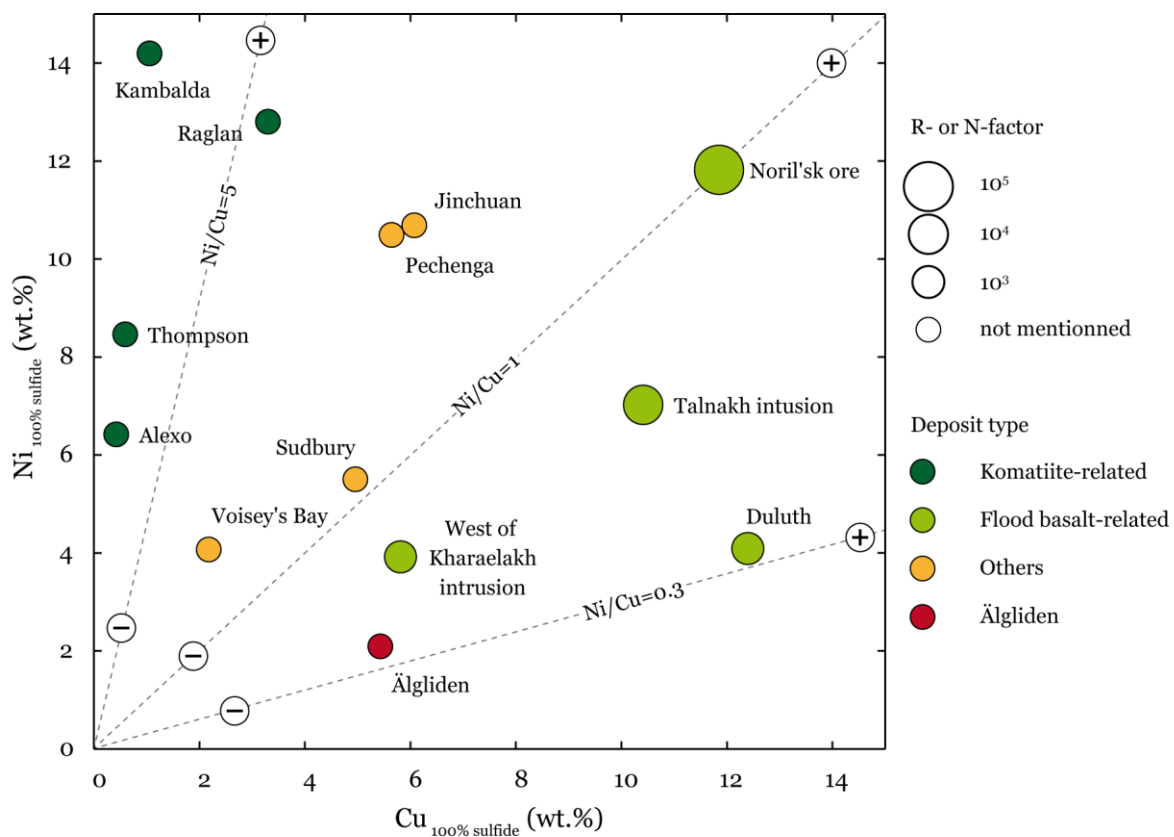 14
12
10
8
6
4
2
0
Ni 100% sulfide (wt.%)
0
2
4
6
8
10
12
14
Cu 100% sulfide (wt.%)
+
+
Kambalda
Raglan
Ni/Cu=5
Noril'sk ore
Jinchuan
Pechenga
Thompson
Ni/Cu=1
Talnakh intusion
Alexo
Sudbury
Voisey's Bay
West of
Kharaelakh
intrusion
Duluth
+
Ni/Cu=0.3
−
−
−
Älgliden
R- or N-factor
10⁵
10⁴
10³
not mentionned
Deposit type
Komatiite-related
Flood basalt-related
Others
Älgliden